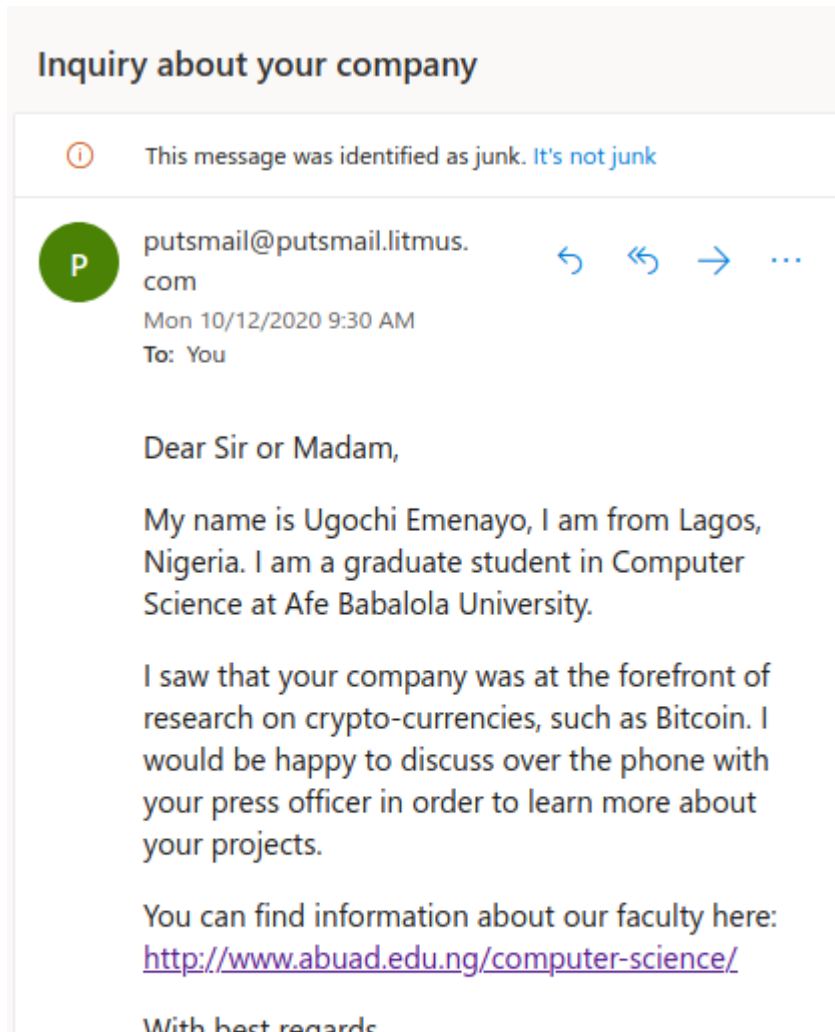 Inquiry about your company
This message was identified as junk. It's not junk
P
putsmail@putsmail.litmus.
com
Mon 10/12/2020 9:30 AM
To: You
Dear Sir or Madam,
My name is Ugochi Emenayo, I am from Lagos,
Nigeria. I am a graduate student in Computer
Science at Afe Babalola University.
I saw that your company was at the forefront of
research on crypto-currencies, such as Bitcoin. I
would be happy to discuss over the phone with
your press officer in order to learn more about
your projects.
You can find information about our faculty here:
http://www.abuad.edu.ng/computer-science/
With best regards